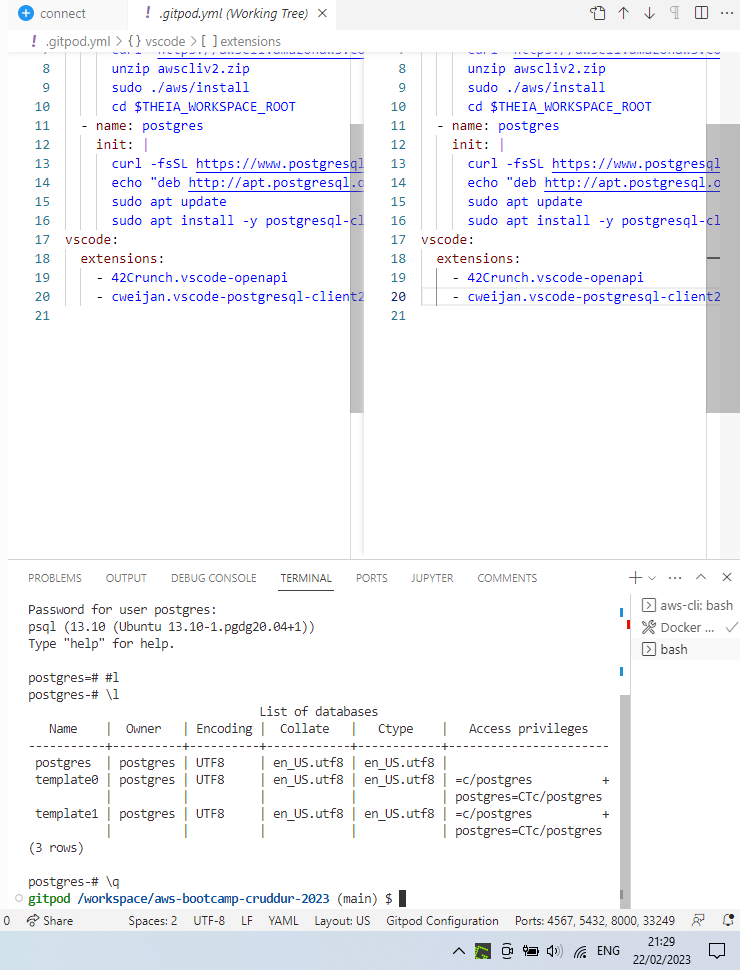 connect
! .gitpod.yml (Working Tree) ×
! .gitpod.yml > {} vscode > [ ] extensions
8 unzip awscliv2.zip
9 sudo ./aws/install
10 cd $THEIA_WORKSPACE_ROOT
11 - name: postgres
12 init: |
13 curl -fsSL https://www.postgresql
14 echo "deb http://apt.postgresql.o
15 sudo apt update
16 sudo apt install -y postgresql-cl
17 vscode:
18 extensions:
19 - 42Crunch.vscode-openapi
20 - cweijan.vscode-postgresql-client2
21
8 unzip awscliv2.zip
9 sudo ./aws/install
10 cd $THEIA_WORKSPACE_ROOT
11 - name: postgres
12 init: |
13 curl -fsSL https://www.postgresql
14 echo "deb http://apt.postgresql.o
15 sudo apt update
16 sudo apt install -y postgresql-cl
17 vscode:
18 extensions:
19 - 42Crunch.vscode-openapi
20 - cweijan.vscode-postgresql-client2
21
PROBLEMS OUTPUT DEBUG CONSOLE TERMINAL PORTS JUPYTER COMMENTS
Password for user postgres:
psql (13.10 (Ubuntu 13.10-1.pgdg20.04+1))
Type "help" for help.
postgres=# #l
postgres-# \l
List of databases
Name | Owner | Encoding | Collate | Ctype | Access privileges
-----------+----------+----------+------------+------------+-----------------------
postgres | postgres | UTF8 | en_US.utf8 | en_US.utf8 |
template0 | postgres | UTF8 | en_US.utf8 | en_US.utf8 | =c/postgres +
| | | | | postgres=CTc/postgres
template1 | postgres | UTF8 | en_US.utf8 | en_US.utf8 | =c/postgres +
| | | | | postgres=CTc/postgres
(3 rows)
postgres-# \q
gitpod /workspace/aws-bootcamp-cruddur-2023 (main) $
aws-cli: bash
Docker ...
bash
0 Share Spaces: 2 UTF-8 LF YAML Layout: US Gitpod Configuration Ports: 4567, 5432, 8000, 33249
ENG
21:29
22/02/2023